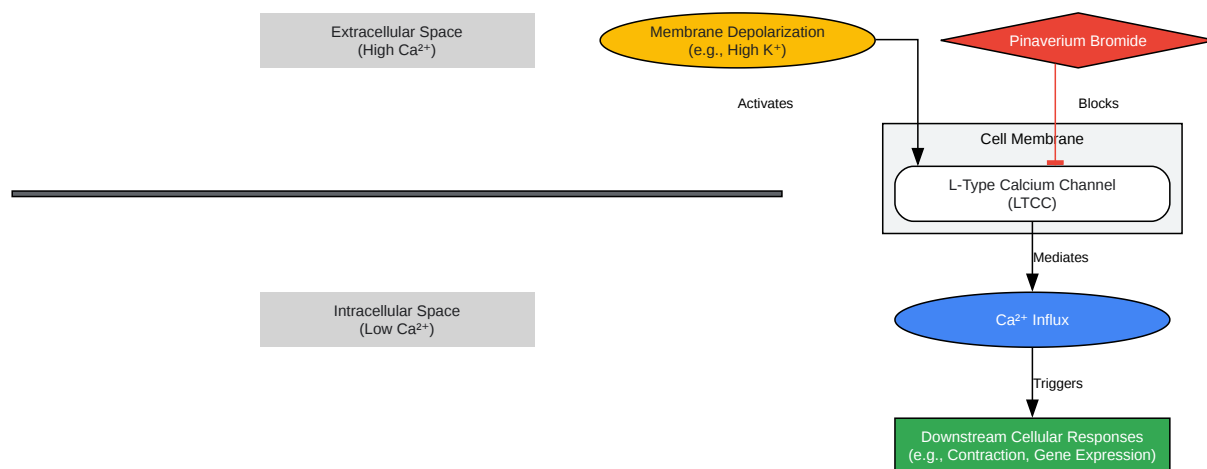 Extracellular Space
(High Ca²⁺)
Membrane Depolarization
(e.g., High K⁺)
Pinaverium Bromide
Activates
Blocks
Cell Membrane
L-Type Calcium Channel
(LTCC)
Mediates
Intracellular Space
(Low Ca²⁺)
Ca²⁺ Influx
Triggers
Downstream Cellular Responses
(e.g., Contraction, Gene Expression)